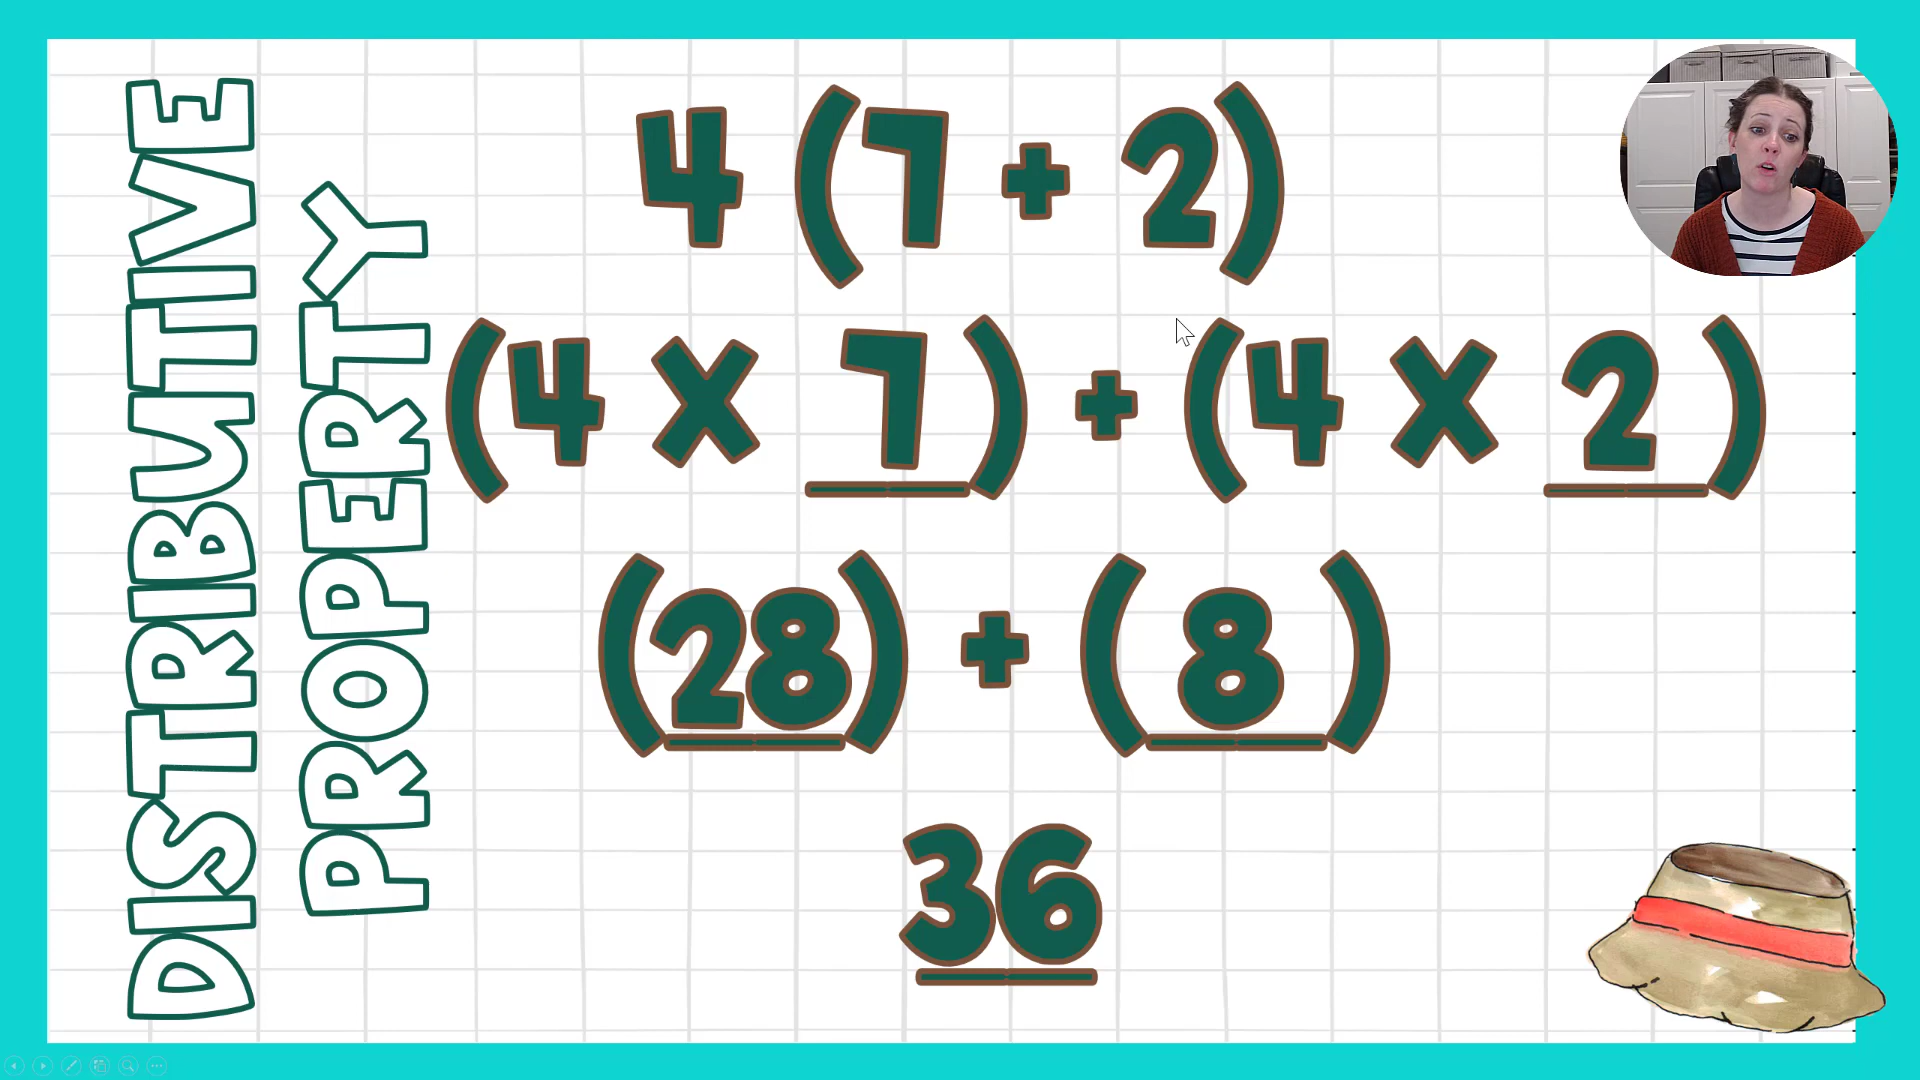 DISTRIBUTIVE
PROPERTY
4 (7 + 2)
(4 X 7) + (4 X 2)
(28) + (8)
36